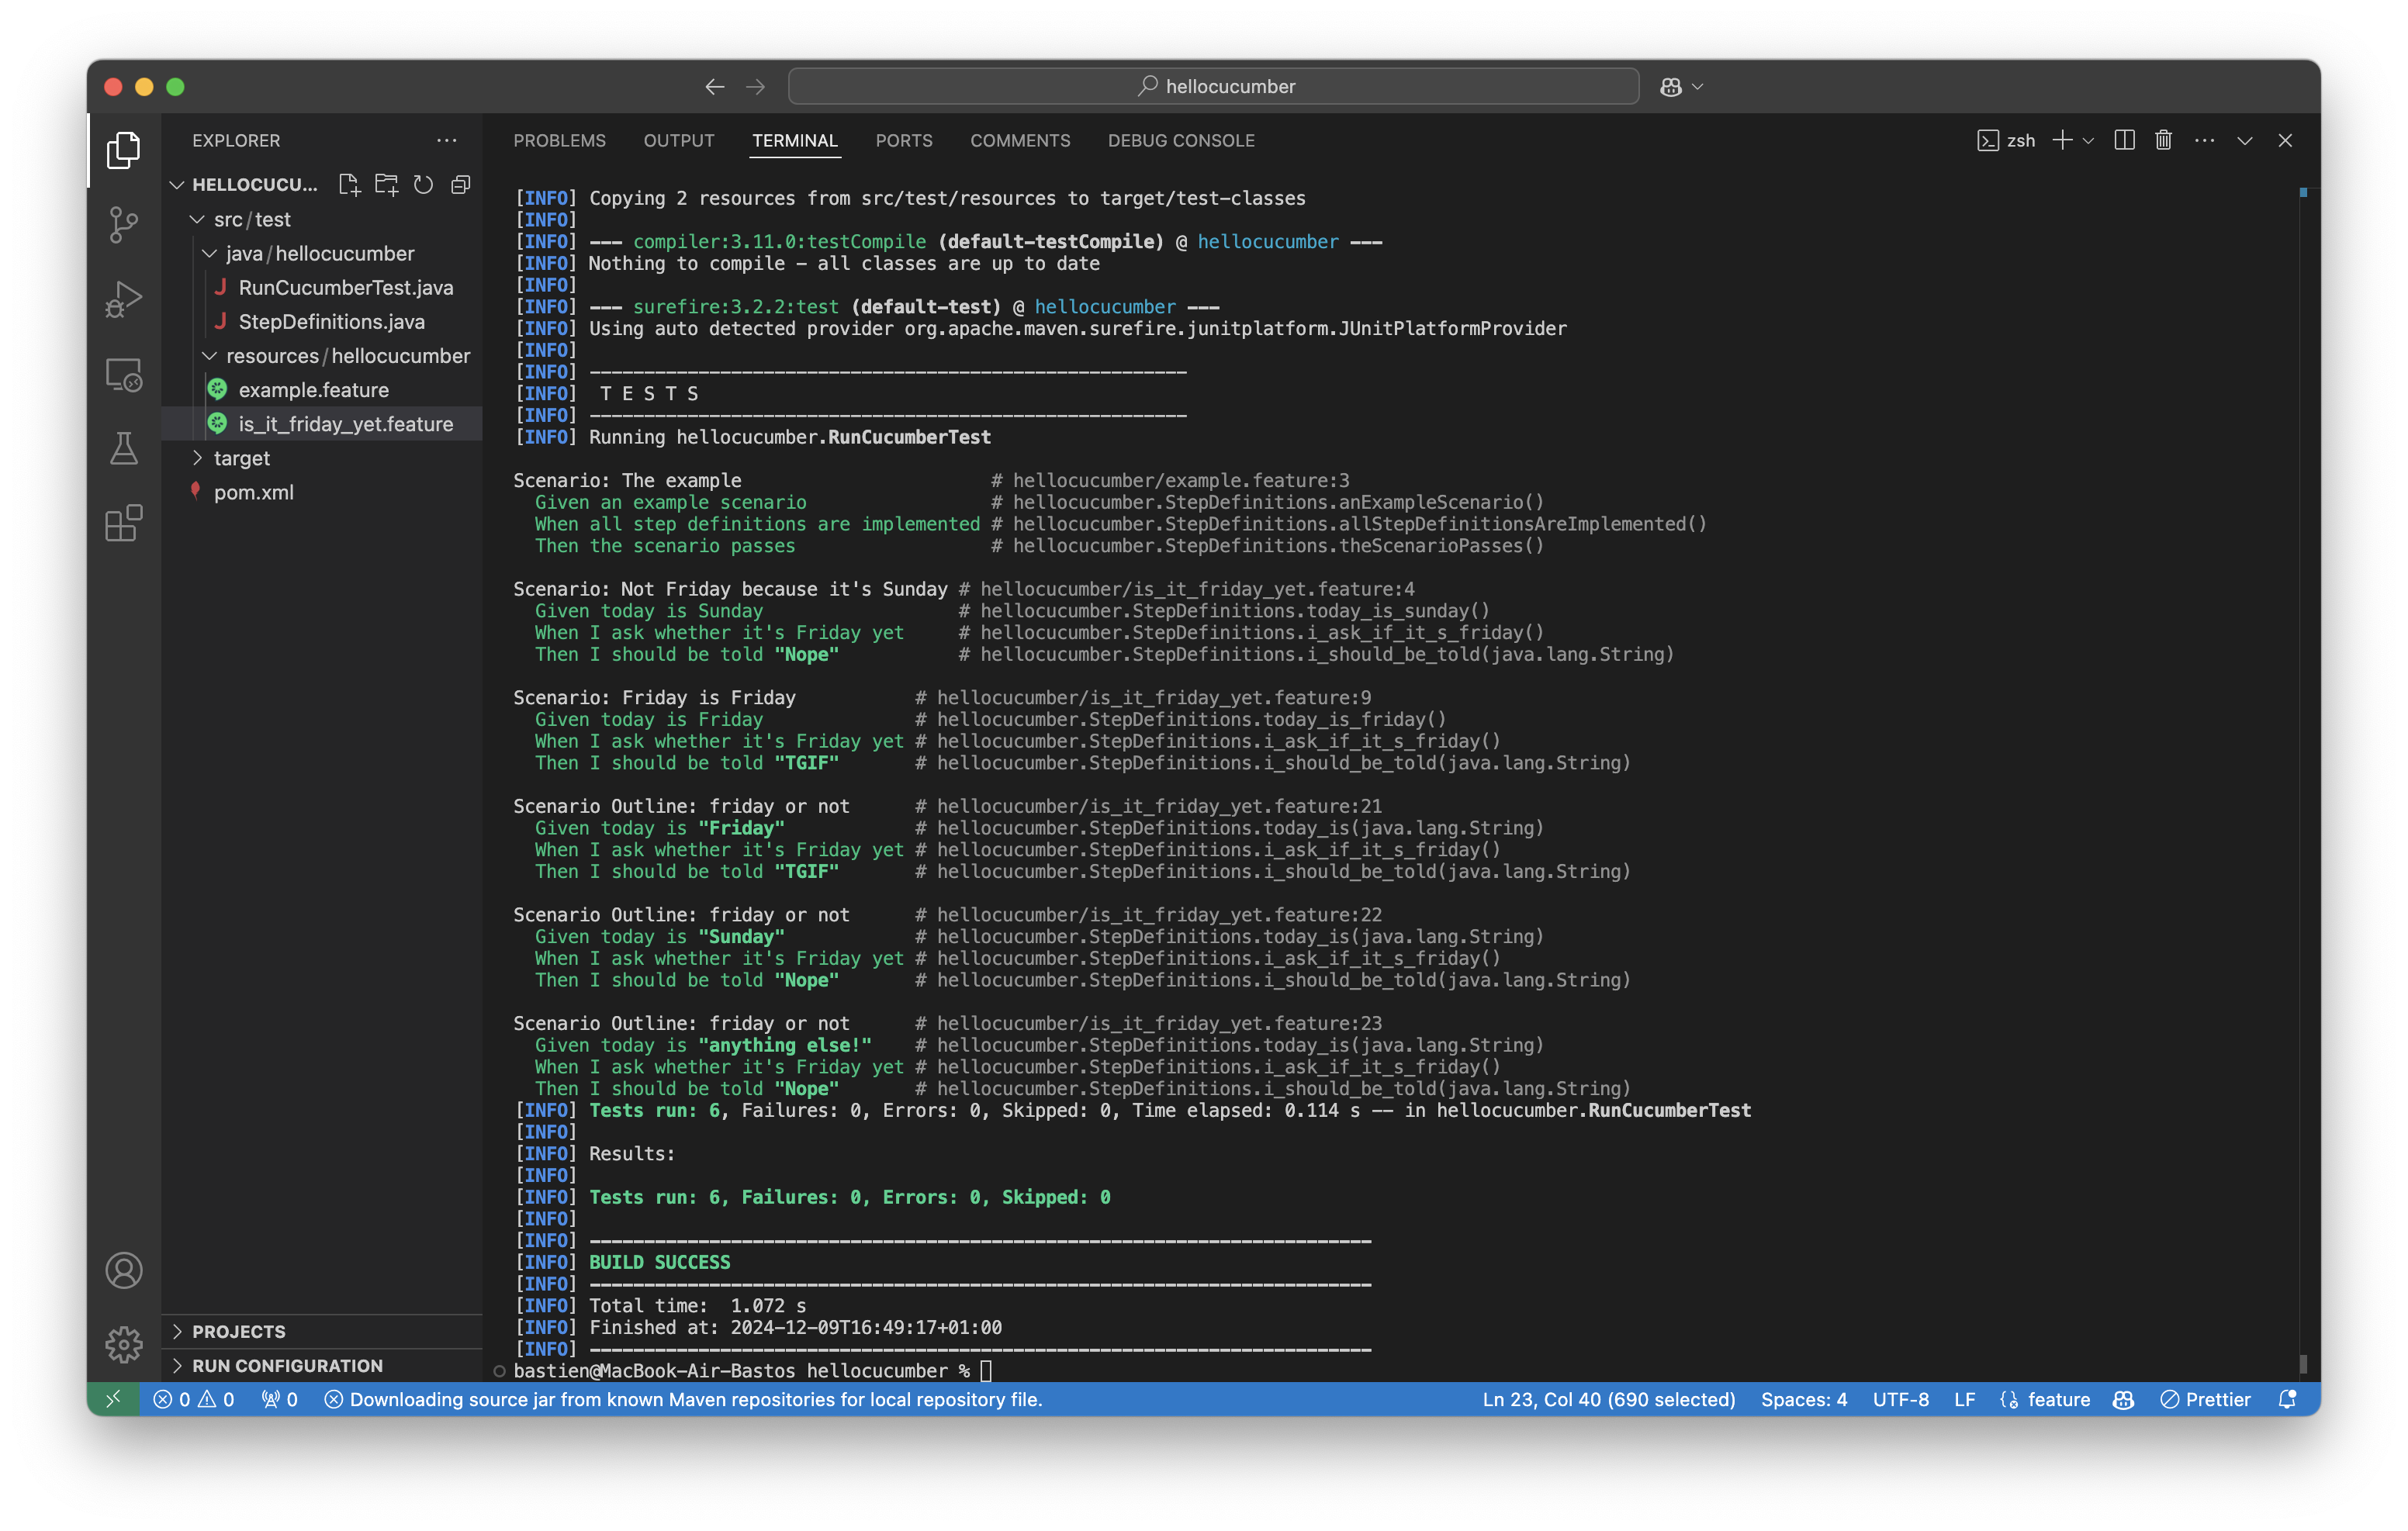 hellocucumber
EXPLORER
HELLOCUCU...
src/test
java/hellocucumber
RunCucumberTest.java
StepDefinitions.java
resources/hellocucumber
example.feature
is_it_friday_yet.feature
target
pom.xml
PROJECTS
RUN CONFIGURATION
PROBLEMS OUTPUT TERMINAL PORTS COMMENTS DEBUG CONSOLE zsh
[INFO] Copying 2 resources from src/test/resources to target/test-classes
[INFO]
[INFO] --- compiler:3.11.0:testCompile (default-testCompile) @ hellocucumber ---
[INFO] Nothing to compile - all classes are up to date
[INFO]
[INFO] --- surefire:3.2.2:test (default-test) @ hellocucumber ---
[INFO] Using auto detected provider org.apache.maven.surefire.junitplatform.JUnitPlatformProvider
[INFO]
[INFO] -------------------------------------------------------
[INFO]  T E S T S
[INFO] -------------------------------------------------------
[INFO] Running hellocucumber.RunCucumberTest
Scenario: The example                       # hellocucumber/example.feature:3
  Given an example scenario                 # hellocucumber.StepDefinitions.anExampleScenario()
  When all step definitions are implemented # hellocucumber.StepDefinitions.allStepDefinitionsAreImplemented()
  Then the scenario passes                  # hellocucumber.StepDefinitions.theScenarioPasses()
Scenario: Not Friday because it's Sunday # hellocucumber/is_it_friday_yet.feature:4
  Given today is Sunday                  # hellocucumber.StepDefinitions.today_is_sunday()
  When I ask whether it's Friday yet     # hellocucumber.StepDefinitions.i_ask_if_it_s_friday()
  Then I should be told "Nope"           # hellocucumber.StepDefinitions.i_should_be_told(java.lang.String)
Scenario: Friday is Friday           # hellocucumber/is_it_friday_yet.feature:9
  Given today is Friday              # hellocucumber.StepDefinitions.today_is_friday()
  When I ask whether it's Friday yet # hellocucumber.StepDefinitions.i_ask_if_it_s_friday()
  Then I should be told "TGIF"       # hellocucumber.StepDefinitions.i_should_be_told(java.lang.String)
Scenario Outline: friday or not      # hellocucumber/is_it_friday_yet.feature:21
  Given today is "Friday"            # hellocucumber.StepDefinitions.today_is(java.lang.String)
  When I ask whether it's Friday yet # hellocucumber.StepDefinitions.i_ask_if_it_s_friday()
  Then I should be told "TGIF"       # hellocucumber.StepDefinitions.i_should_be_told(java.lang.String)
Scenario Outline: friday or not      # hellocucumber/is_it_friday_yet.feature:22
  Given today is "Sunday"            # hellocucumber.StepDefinitions.today_is(java.lang.String)
  When I ask whether it's Friday yet # hellocucumber.StepDefinitions.i_ask_if_it_s_friday()
  Then I should be told "Nope"       # hellocucumber.StepDefinitions.i_should_be_told(java.lang.String)
Scenario Outline: friday or not      # hellocucumber/is_it_friday_yet.feature:23
  Given today is "anything else!"    # hellocucumber.StepDefinitions.today_is(java.lang.String)
  When I ask whether it's Friday yet # hellocucumber.StepDefinitions.i_ask_if_it_s_friday()
  Then I should be told "Nope"       # hellocucumber.StepDefinitions.i_should_be_told(java.lang.String)
[INFO] Tests run: 6, Failures: 0, Errors: 0, Skipped: 0, Time elapsed: 0.114 s -- in hellocucumber.RunCucumberTest
[INFO]
[INFO] Results:
[INFO]
[INFO] Tests run: 6, Failures: 0, Errors: 0, Skipped: 0
[INFO]
[INFO] ------------------------------------------------------------------------
[INFO] BUILD SUCCESS
[INFO] ------------------------------------------------------------------------
[INFO] Total time:  1.072 s
[INFO] Finished at: 2024-12-09T16:49:17+01:00
[INFO] ------------------------------------------------------------------------
bastien@MacBook-Air-Bastos hellocucumber %
0 0 0 Downloading source jar from known Maven repositories for local repository file. Ln 23, Col 40 (690 selected) Spaces: 4 UTF-8 LF feature Prettier